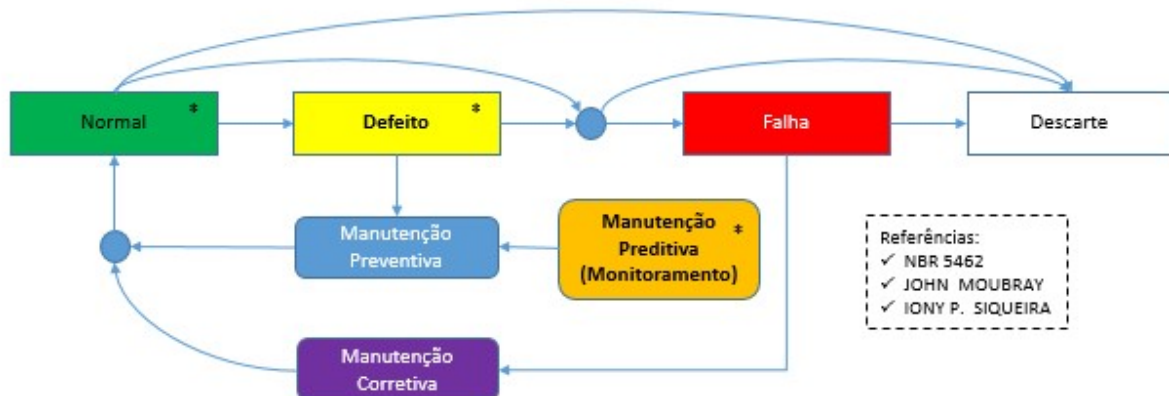 Normal *
Defeito *
Falha
Descarte
Manutenção
Preventiva
Manutenção
Preditiva *
(Monitoramento)
Referências:
✓ NBR 5462
✓ JOHN MOUBRAY
✓ IONY P. SIQUEIRA
Manutenção
Corretiva